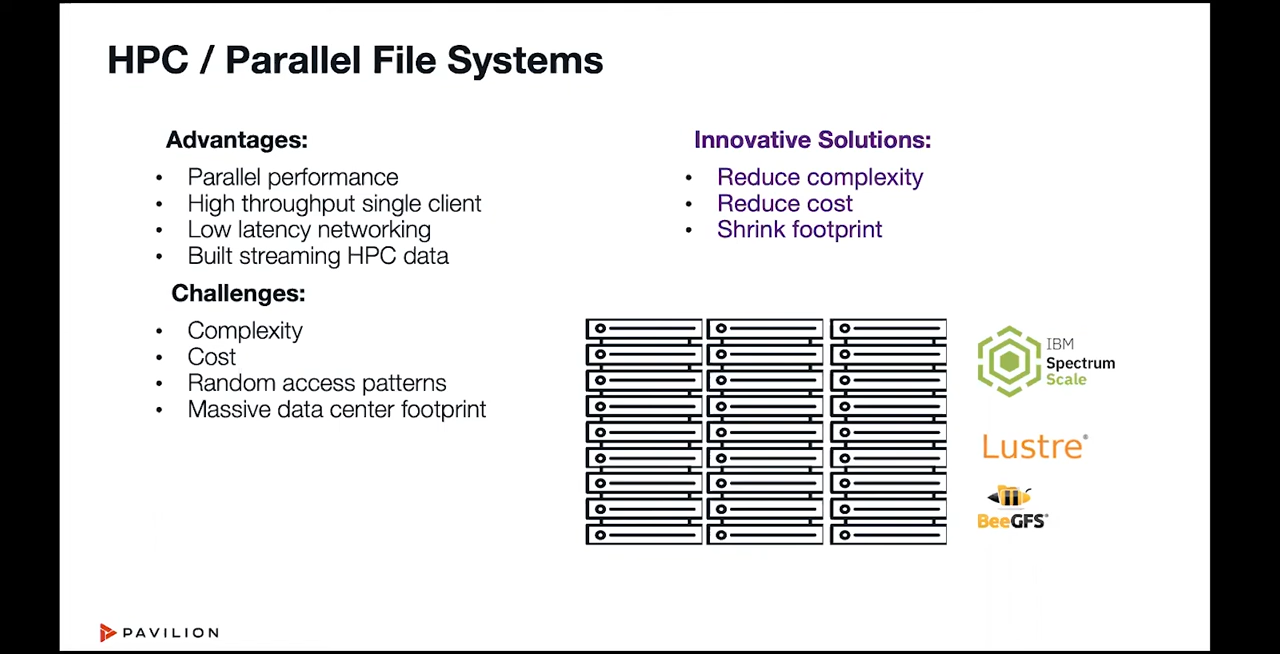 HPC / Parallel File Systems
Advantages:
• Parallel performance
• High throughput single client
• Low latency networking
• Built streaming HPC data
Challenges:
• Complexity
• Cost
• Random access patterns
• Massive data center footprint
Innovative Solutions:
• Reduce complexity
• Reduce cost
• Shrink footprint
IBM
Spectrum
Scale
Lustre®
BeeGFS®
PAVILION